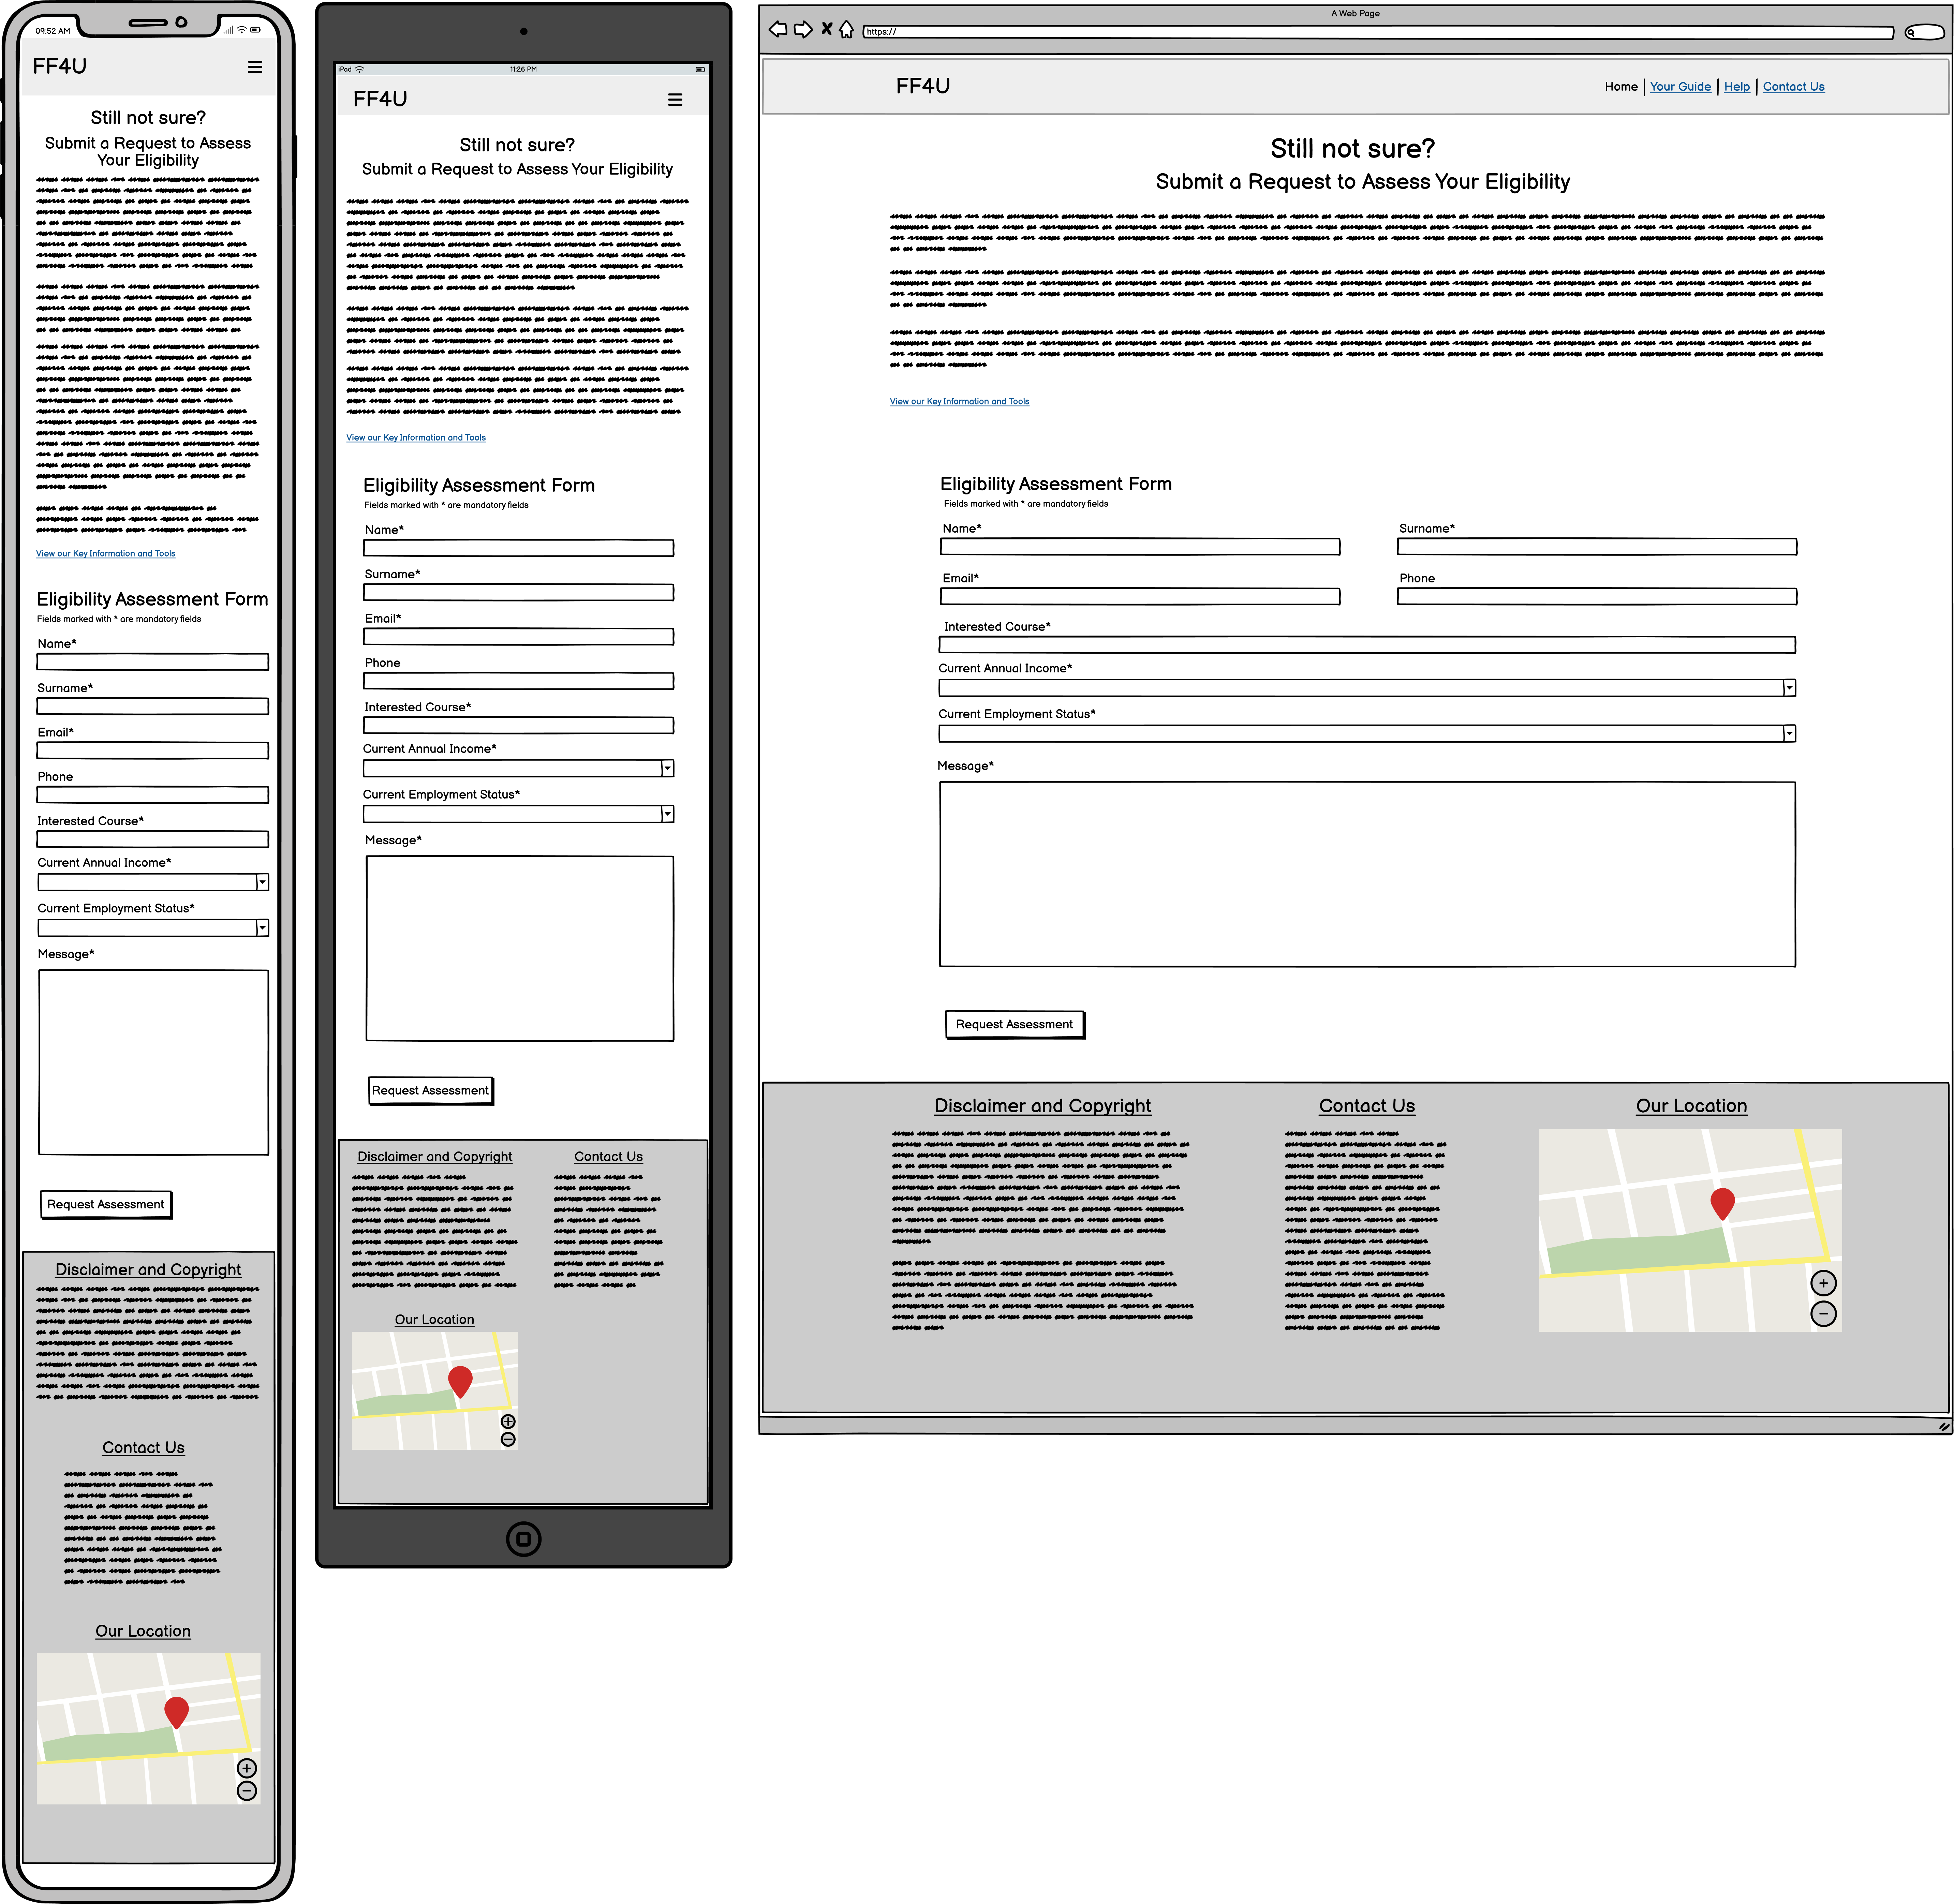 09:52 AM
FF4U
Still not sure?
Submit a Request to Assess
Your Eligibility
View our Key Information and Tools
Eligibility Assessment Form
Fields marked with * are mandatory fields
Name*
Surname*
Email*
Phone
Interested Course*
Current Annual Income*
Current Employment Status*
Message*
Request Assessment
Disclaimer and Copyright
Contact Us
Our Location
iPad
11:26 PM
FF4U
Still not sure?
Submit a Request to Assess Your Eligibility
View our Key Information and Tools
Eligibility Assessment Form
Fields marked with * are mandatory fields
Name*
Surname*
Email*
Phone
Interested Course*
Current Annual Income*
Current Employment Status*
Message*
Request Assessment
Disclaimer and Copyright
Contact Us
Our Location
A Web Page
https://
FF4U
Home | Your Guide | Help | Contact Us
Still not sure?
Submit a Request to Assess Your Eligibility
View our Key Information and Tools
Eligibility Assessment Form
Fields marked with * are mandatory fields
Name*
Surname*
Email*
Phone
Interested Course*
Current Annual Income*
Current Employment Status*
Message*
Request Assessment
Disclaimer and Copyright
Contact Us
Our Location